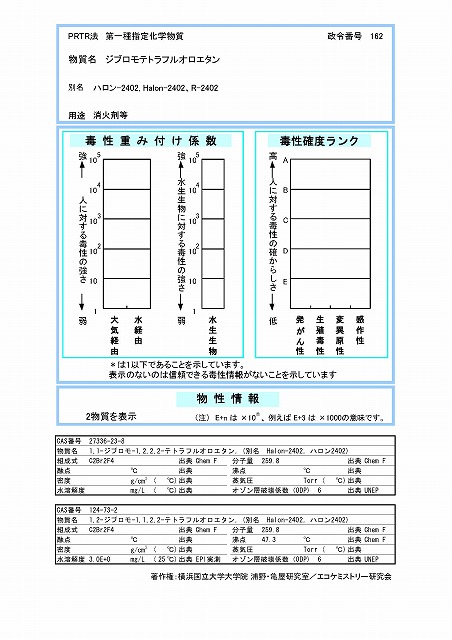 PRTR法 第一種指定化学物質 政令番号 162
物質名 ジブロモテトラフルオロエタン
別名 ハロン-2402, Halon-2402、R-2402
用途 消火剤等
毒性重み付け係数
強
10⁵
10⁴
10³
10²
10
1
弱
人に対する毒性の強さ
大気経由
水経由
強
10⁵
10⁴
10³
10²
10
1
弱
水生生物に対する毒性の強さ
水生生物
毒性確度ランク
高
A
B
C
D
E
低
人に対する毒性の確からしさ
発がん性
生殖毒性
変異原性
感作性
*は1以下であることを示しています。
表示のないのは信頼できる毒性情報がないことを示しています
物性情報
2物質を表示 (注) E+n は ×10ⁿ、例えば E+3 は ×1000の意味です。
CAS番号 27336-23-8
物質名 1,1-ジブロモ-1,2,2,2-テトラフルオロエタン, (別名 Halon-2402, ハロン2402)
組成式 C2Br2F4 出典 Chem F 分子量 259.8 出典 Chem F
融点 ℃ 出典 沸点 ℃ 出典
密度 g/cm³ ( ℃) 出典 蒸気圧 Torr ( ℃) 出典
水溶解度 mg/L ( ℃) 出典 オゾン層破壊係数 (ODP) 6 出典 UNEP
CAS番号 124-73-2
物質名 1,2-ジブロモ-1,1,2,2-テトラフルオロエタン, (別名 Halon-2402, ハロン2402)
組成式 C2Br2F4 出典 Chem F 分子量 259.8 出典 Chem F
融点 ℃ 出典 沸点 47.3 ℃ 出典 Chem F
密度 g/cm³ ( ℃) 出典 蒸気圧 Torr ( ℃) 出典
水溶解度 3.0E+0 mg/L (25℃) 出典 EPI実測 オゾン層破壊係数 (ODP) 6 出典 UNEP
著作権:横浜国立大学大学院 浦野・亀屋研究室/エコケミストリー研究会